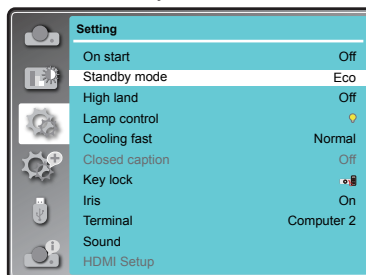 Setting
On start Off
Standby mode Eco
High land Off
Lamp control
Cooling fast Normal
Closed caption Off
Key lock
Iris On
Terminal Computer 2
Sound
HDMI Setup